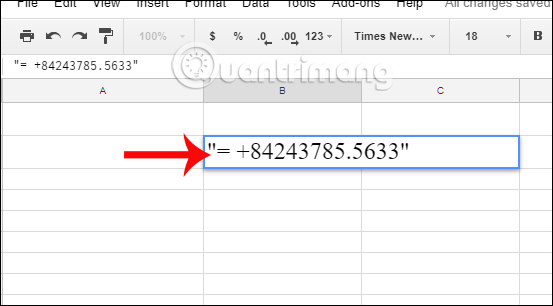 File Edit View Insert Format Data Tools Add-ons Help All changes saved
100% $ % .0 .00 123 Times New... 18 B
"= +84243785.5633"
Quantrimang
A B C
"= +84243785.5633"